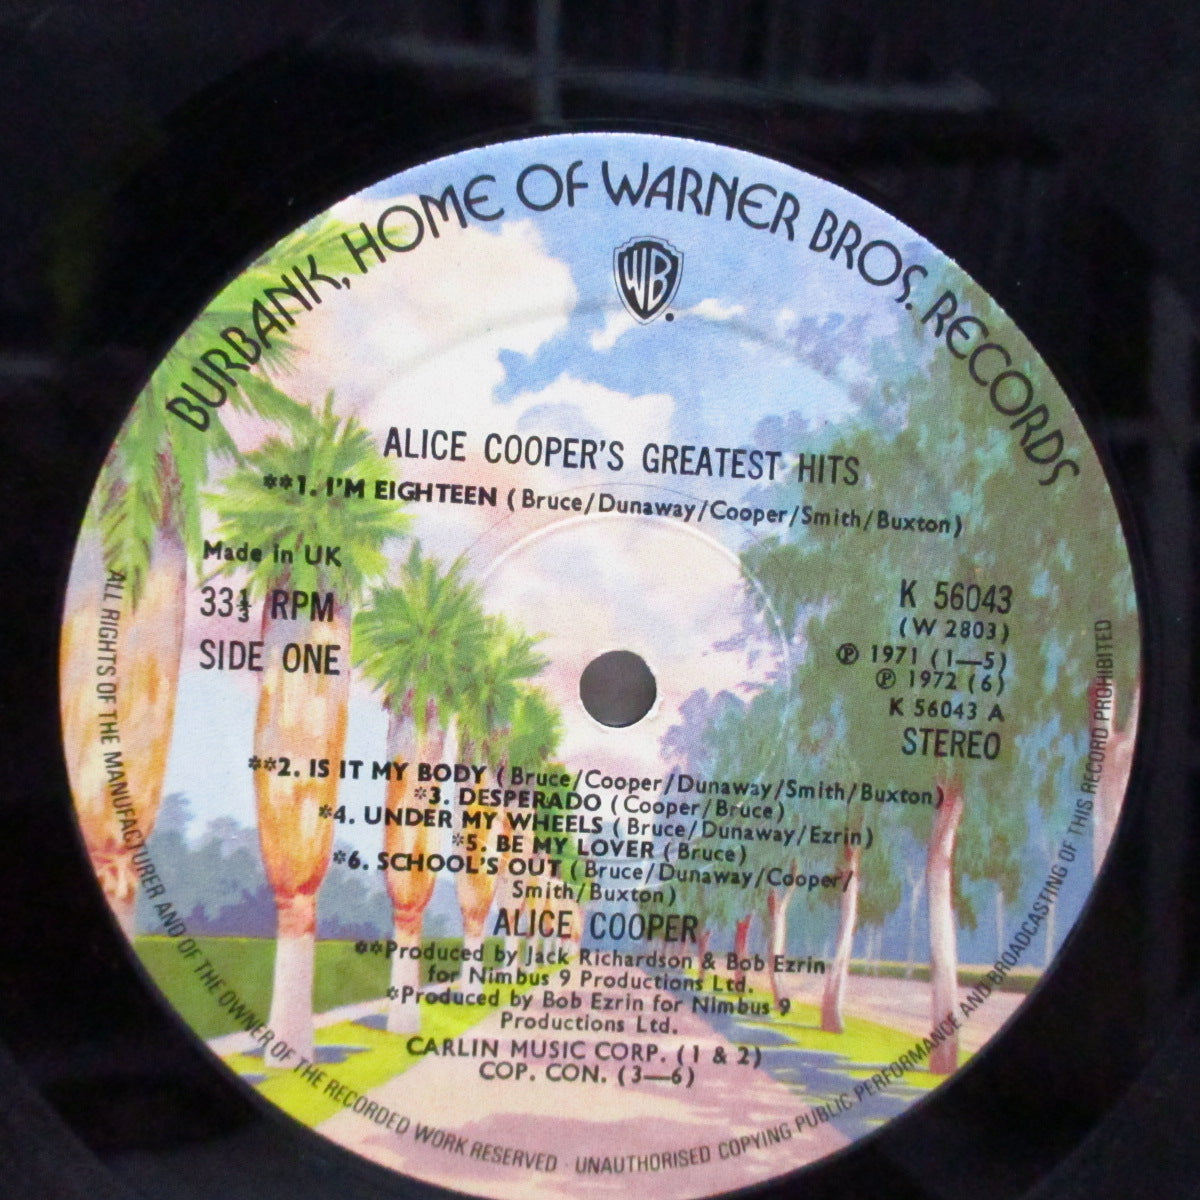 BURBANK, HOME OF WARNER BROS. RECORDS
WB
ALICE COOPER'S GREATEST HITS
**1. I'M EIGHTEEN (Bruce/Dunaway/Cooper/Smith/Buxton)
Made in UK
33⅓ RPM
SIDE ONE
K 56043
(W 2803)
℗ 1971 (1—5)
℗ 1972 (6)
K 56043 A
STEREO
**2. IS IT MY BODY (Bruce/Cooper/Dunaway/Smith/Buxton)
*3. DESPERADO (Cooper/Bruce)
*4. UNDER MY WHEELS (Bruce/Dunaway/Ezrin)
*5. BE MY LOVER (Bruce)
*6. SCHOOL'S OUT (Bruce/Dunaway/Cooper/
Smith/Buxton)
ALICE COOPER
**Produced by Jack Richardson & Bob Ezrin
for Nimbus 9 Productions Ltd.
*Produced by Bob Ezrin for Nimbus 9
Productions Ltd.
CARLIN MUSIC CORP. (1 & 2)
COP. CON. (3—6)
ALL RIGHTS OF THE MANUFACTURER AND OF THE OWNER OF THE RECORDED WORK RESERVED · UNAUTHORISED COPYING PUBLIC PERFORMANCE AND BROADCASTING OF THIS RECORD PROHIBITED